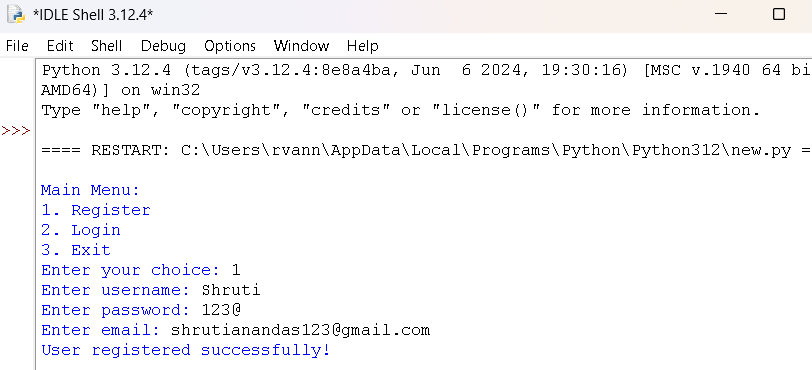 *IDLE Shell 3.12.4*
File Edit Shell Debug Options Window Help
Python 3.12.4 (tags/v3.12.4:8e8a4ba, Jun  6 2024, 19:30:16) [MSC v.1940 64 bi
AMD64)] on win32
Type "help", "copyright", "credits" or "license()" for more information.
>>>
==== RESTART: C:\Users\rvann\AppData\Local\Programs\Python\Python312\new.py =
Main Menu:
1. Register
2. Login
3. Exit
Enter your choice: 1
Enter username: Shruti
Enter password: 123@
Enter email: shrutianandas123@gmail.com
User registered successfully!